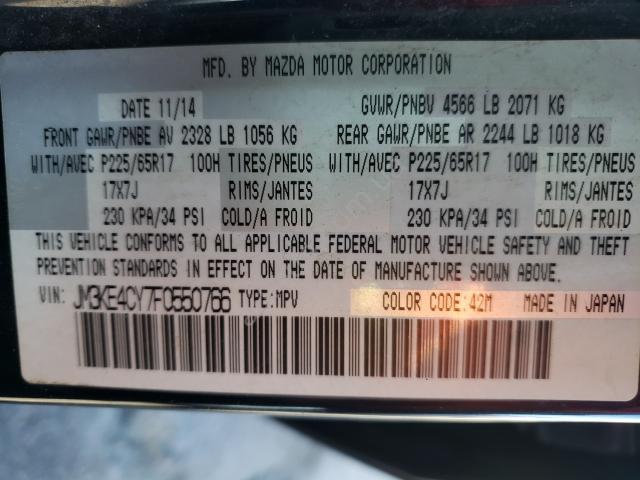 MFD. BY MAZDA MOTOR CORPORATION
DATE 11/14 GVWR/PNBV 4566 LB 2071 KG
FRONT GAWR/PNBE AV 2328 LB 1056 KG REAR GAWR/PNBE AR 2244 LB 1018 KG
WITH/AVEC P225/65R17 100H TIRES/PNEUS WITH/AVEC P225/65R17 100H TIRES/PNEUS
17X7J RIMS/JANTES 17X7J RIMS/JANTES
230 KPA/34 PSI COLD/A FROID 230 KPA/34 PSI COLD/A FROID
THIS VEHICLE CONFORMS TO ALL APPLICABLE FEDERAL MOTOR VEHICLE SAFETY AND THEFT
PREVENTION STANDARDS IN EFFECT ON THE DATE OF MANUFACTURE SHOWN ABOVE.
VIN: JM3KE4CY7F0550766 TYPE:MPV COLOR CODE:42M MADE IN JAPAN